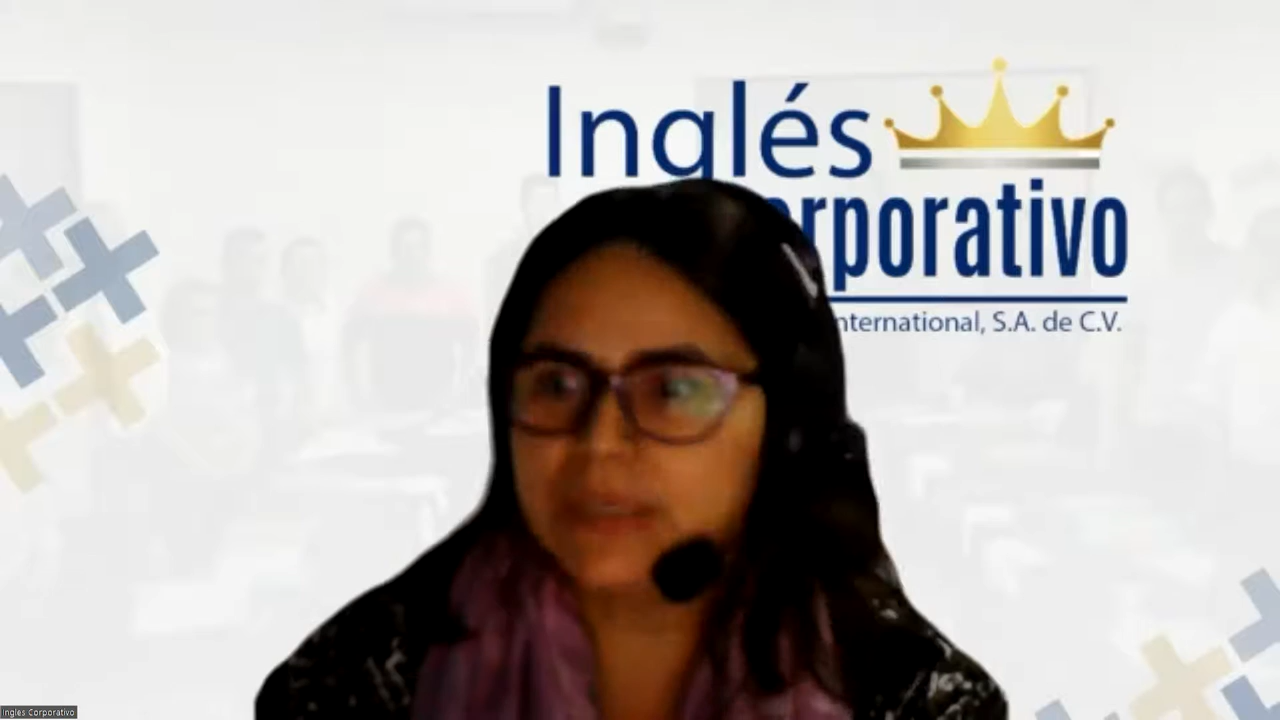 Inglés
rporativo
nternational, S.A. de C.V.
Ingles Corporativo